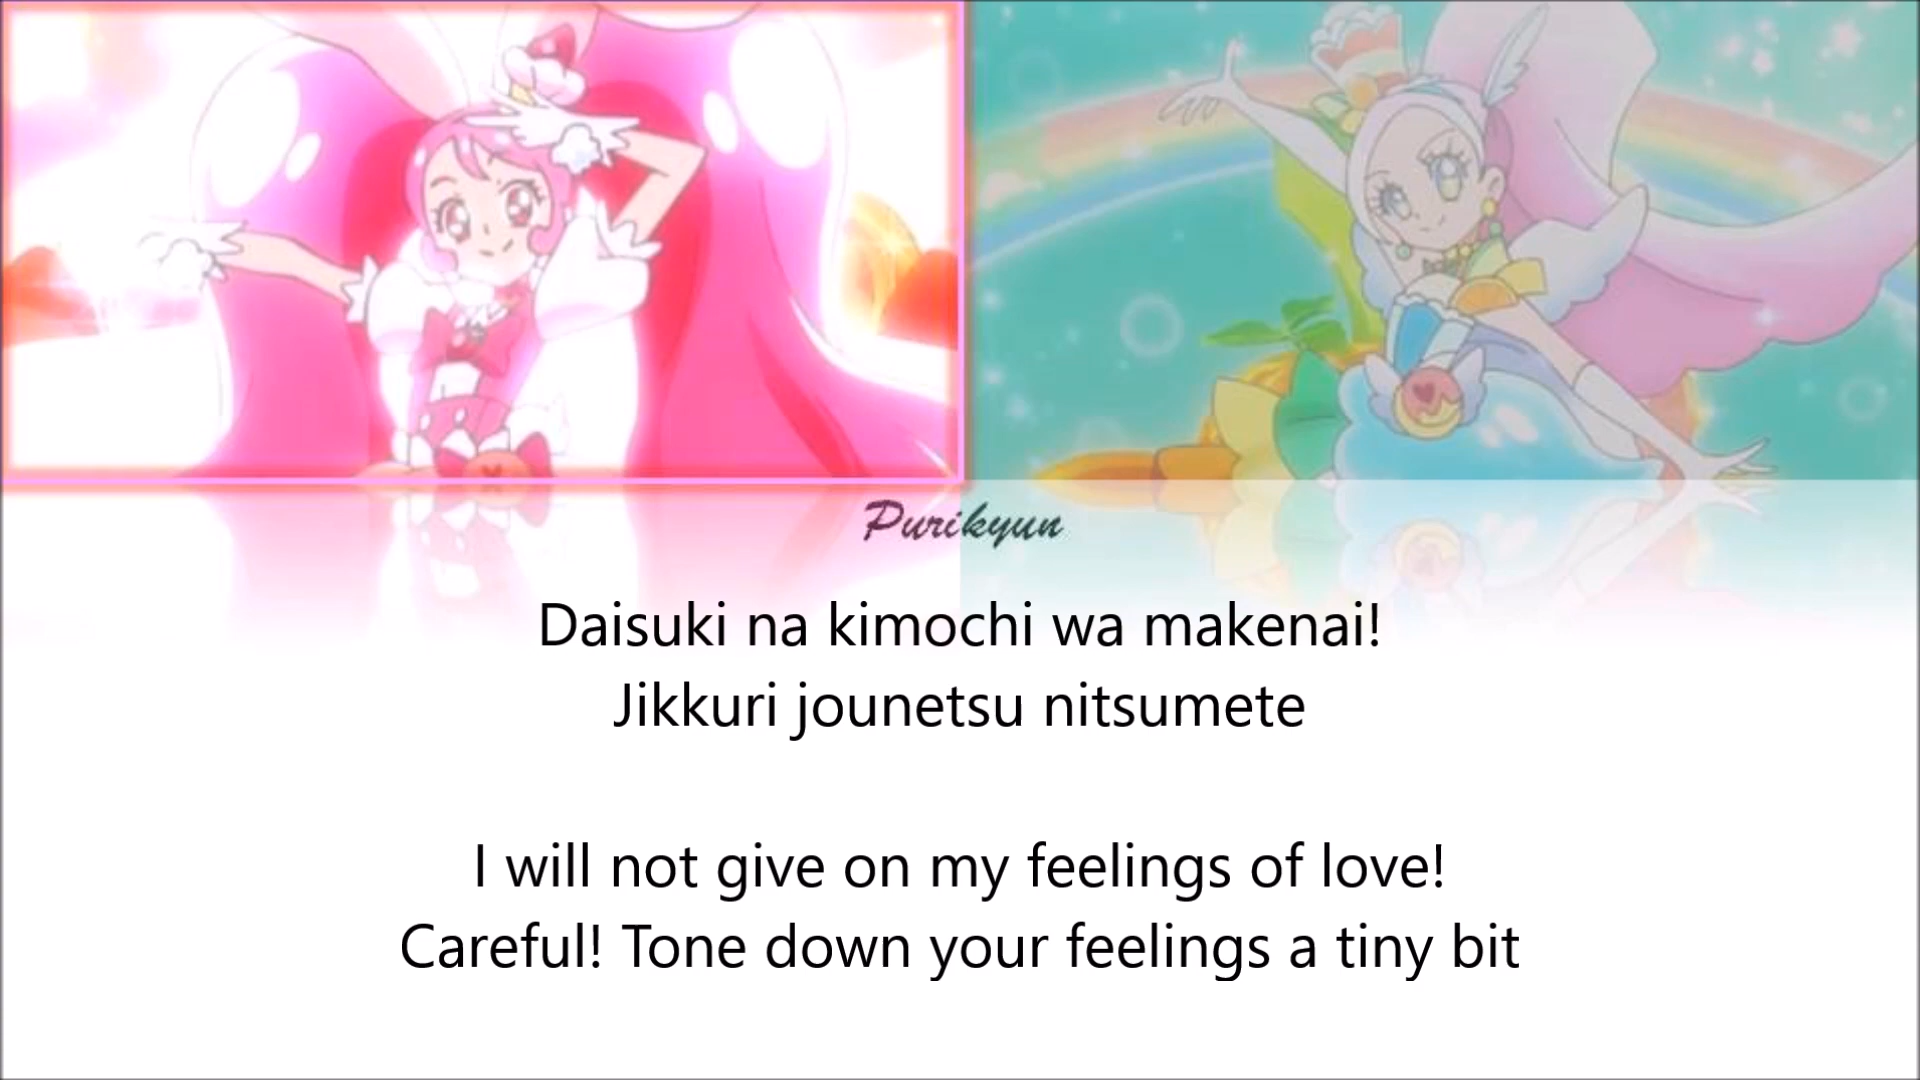 Purikyun
Daisuki na kimochi wa makenai!
Jikkuri jounetsu nitsumete
I will not give on my feelings of love!
Careful! Tone down your feelings a tiny bit